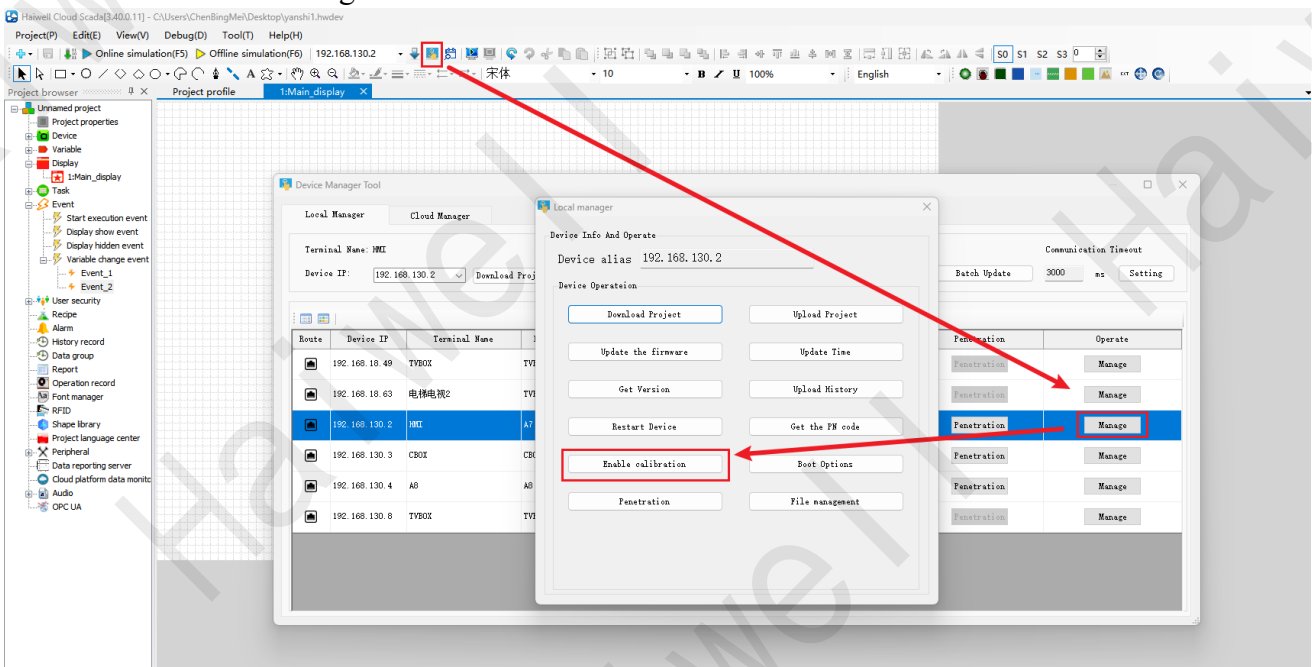 Haiwell Cloud Scada[3.40.0.11] - C:\Users\ChenBingMei\Desktop\yanshi1.hwdev
Project(P) Edit(E) View(V) Debug(D) Tool(T) Help(H)
Online simulation(F5) Offline simulation(F6) 192.168.130.2 S0 S1 S2 S3 0
宋体 10 B I U 100% English
Project browser Project profile 1:Main_display
Unnamed project
Project properties
Device
Variable
Display
1:Main_display
Task
Event
Start execution event
Display show event
Display hidden event
Variable change event
Event_1
Event_2
User security
Recipe
Alarm
History record
Data group
Report
Operation record
Font manager
RFID
Shape library
Project language center
Peripheral
Data reporting server
Cloud platform data monitc
Audio
OPC UA
Device Manager Tool
Local Manager Cloud Manager
Terminal Name: HMI Communication Timeout
Device IP: 192.168.130.2 Download Proj Batch Update 3000 ms Setting
Route Device IP Terminal Name Penetration Operate
192.168.18.49 TVBOX Penetration Manage
192.168.18.63 电梯电视2 Penetration Manage
192.168.130.2 HMI A7 Penetration Manage
192.168.130.3 CBOX Penetration Manage
192.168.130.4 A8 A8 Penetration Manage
192.168.130.8 TVBOX Penetration Manage
Local manager
Device Info And Operate
Device alias 192.168.130.2
Device Operateion
Download Project Upload Project
Update the firmware Update Time
Get Version Upload History
Restart Device Get the PN code
Enable calibration Boot Options
Penetration File management
Haiwell
Haiwell